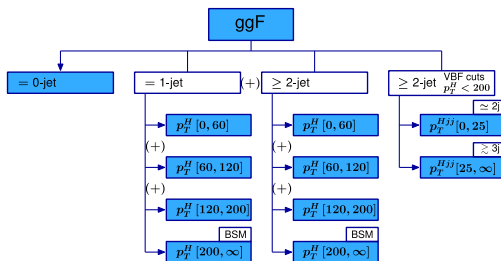 ggF
= 0-jet
= 1-jet
(+)
≥ 2-jet
≥ 2-jet VBF cuts
p_T^H < 200
≃ 2j
p_T^H [0, 60]
p_T^H [0, 60]
p_T^{Hjj} [0, 25]
(+)
(+)
≳ 3j
p_T^H [60, 120]
p_T^H [60, 120]
p_T^{Hjj} [25, ∞]
(+)
(+)
p_T^H [120, 200]
p_T^H [120, 200]
BSM
BSM
p_T^H [200, ∞]
p_T^H [200, ∞]